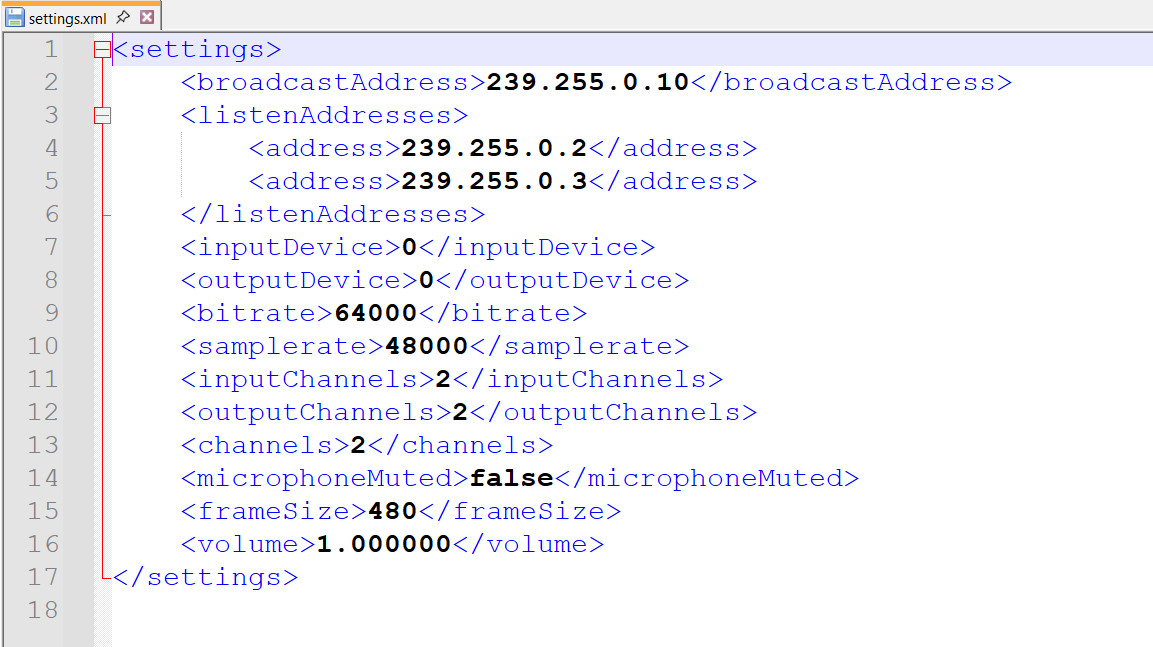 settings.xml
1 <settings>
2     <broadcastAddress>239.255.0.10</broadcastAddress>
3     <listenAddresses>
4         <address>239.255.0.2</address>
5         <address>239.255.0.3</address>
6     </listenAddresses>
7     <inputDevice>0</inputDevice>
8     <outputDevice>0</outputDevice>
9     <bitrate>64000</bitrate>
10     <samplerate>48000</samplerate>
11     <inputChannels>2</inputChannels>
12     <outputChannels>2</outputChannels>
13     <channels>2</channels>
14     <microphoneMuted>false</microphoneMuted>
15     <frameSize>480</frameSize>
16     <volume>1.000000</volume>
17 </settings>
18